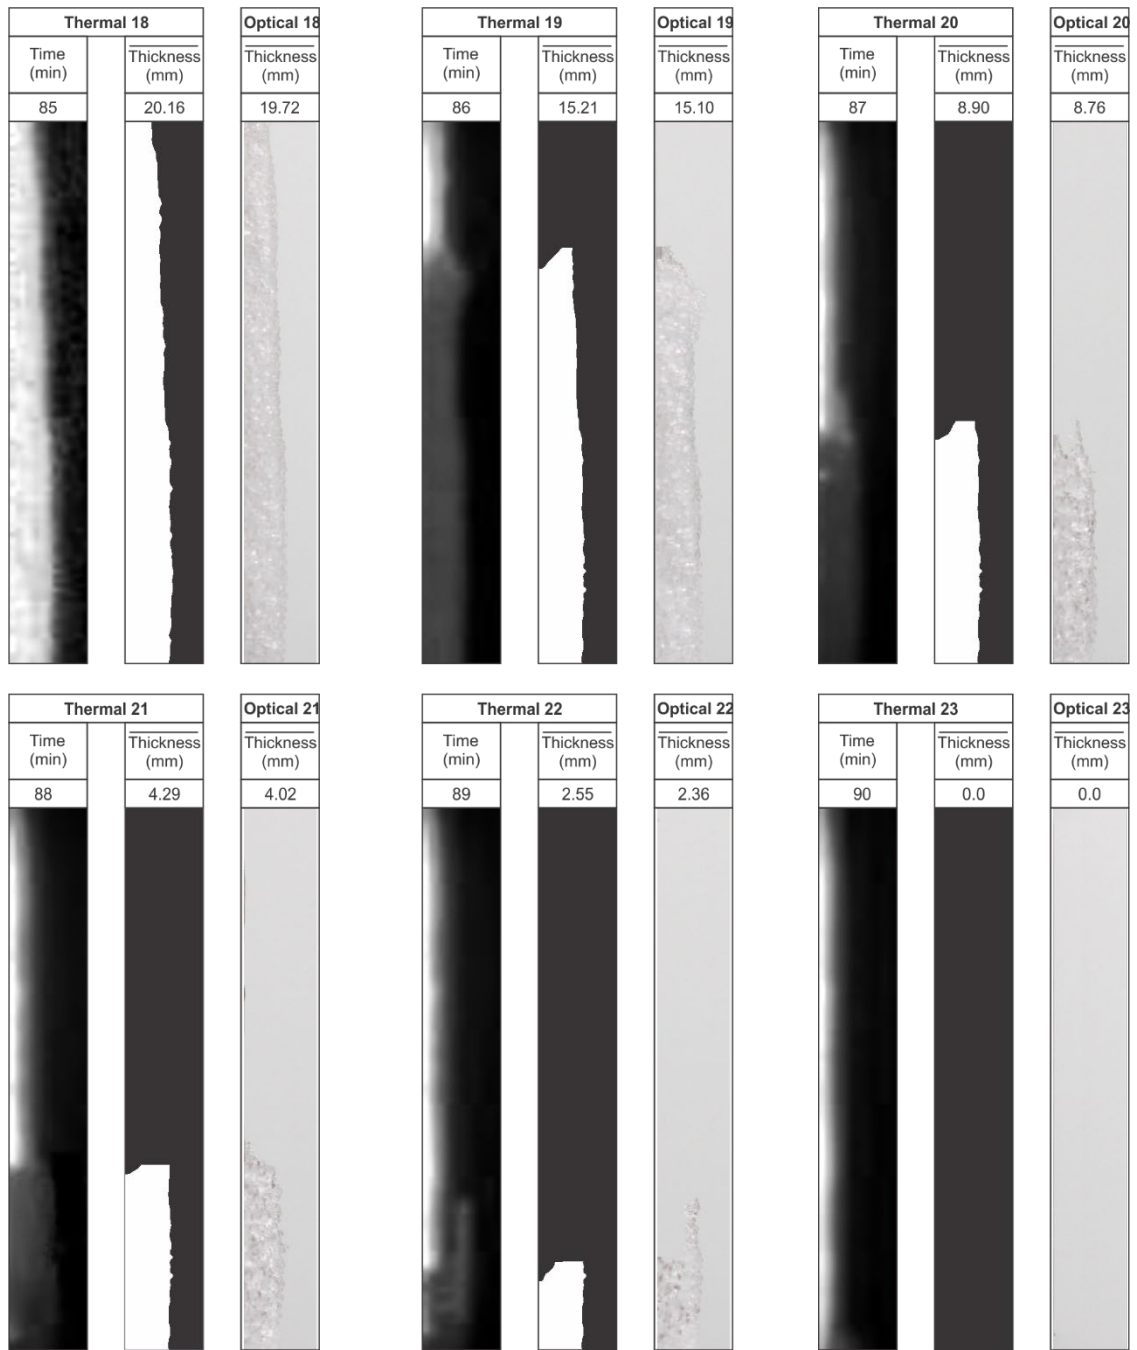 Thermal 18 Optical 18 Thermal 19 Optical 19 Thermal 20 Optical 20
Time Thickness Thickness Time Thickness Thickness Time Thickness Thickness
(min) (mm) (mm) (min) (mm) (mm) (min) (mm) (mm)
85 20.16 19.72 86 15.21 15.10 87 8.90 8.76
Thermal 21 Optical 21 Thermal 22 Optical 22 Thermal 23 Optical 23
Time Thickness Thickness Time Thickness Thickness Time Thickness Thickness
(min) (mm) (mm) (min) (mm) (mm) (min) (mm) (mm)
88 4.29 4.02 89 2.55 2.36 90 0.0 0.0